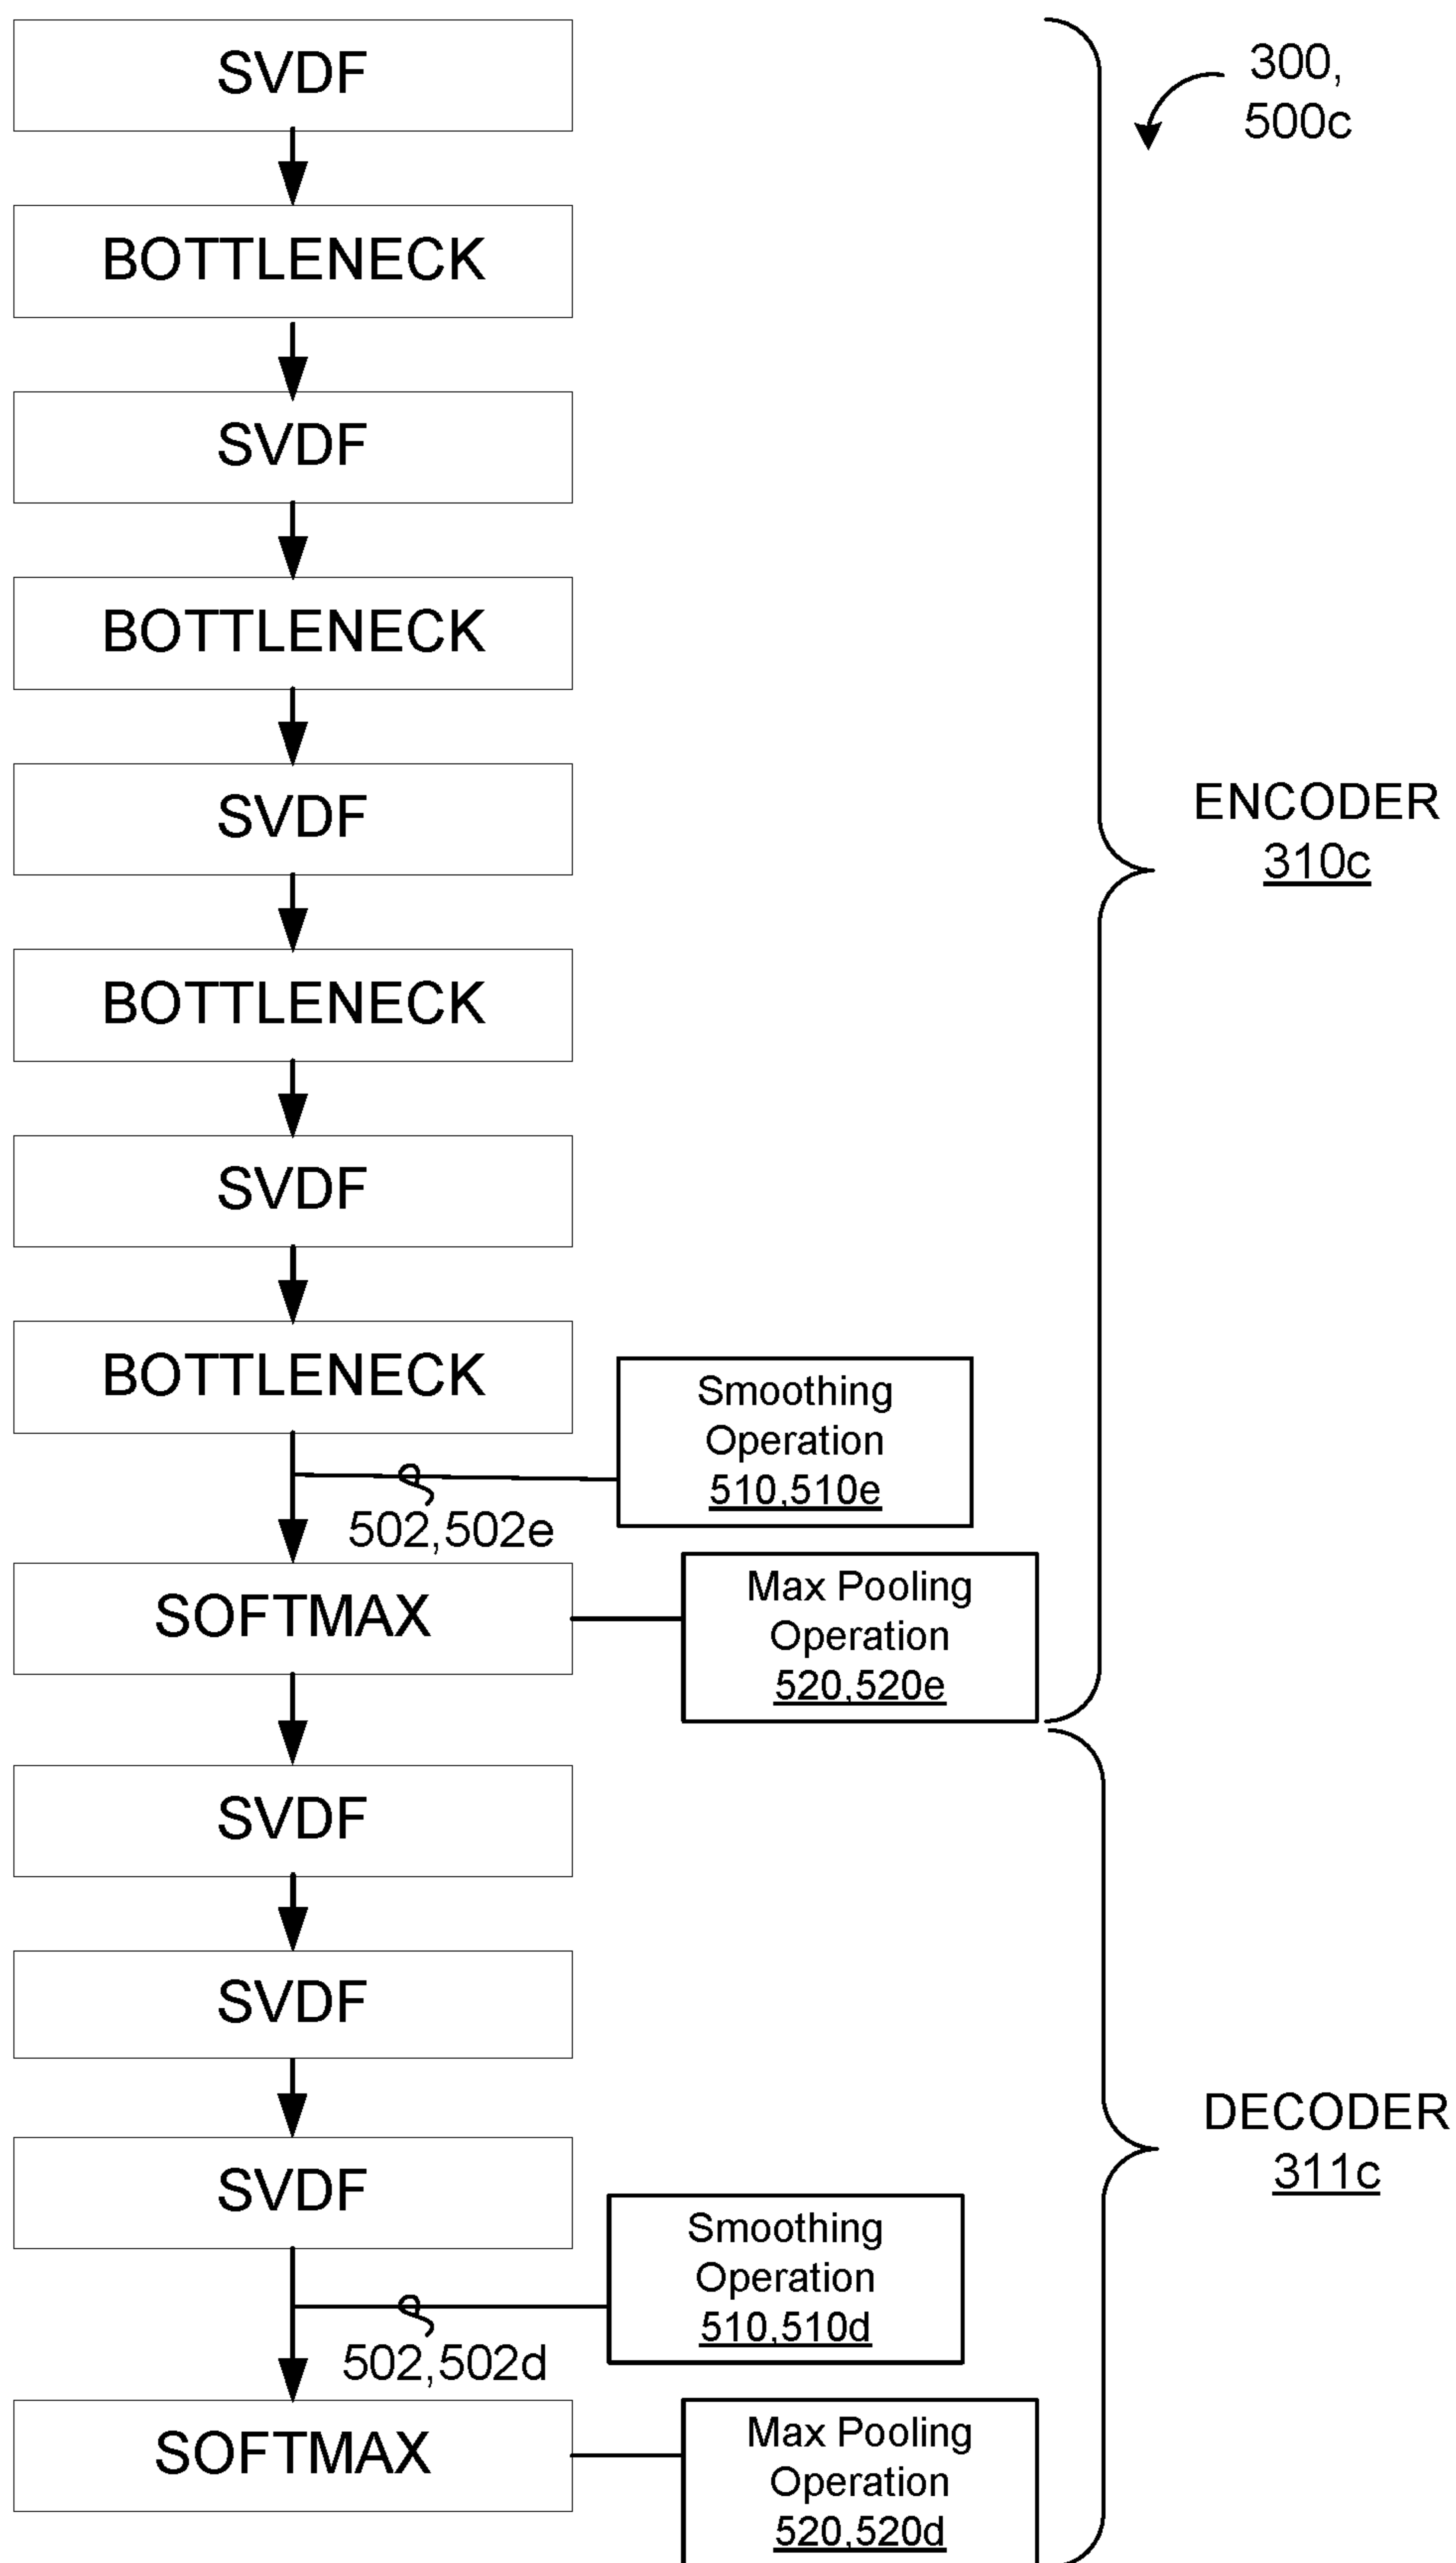 SVDF
300,
500c
BOTTLENECK
SVDF
BOTTLENECK
SVDF
ENCODER
310c
BOTTLENECK
SVDF
BOTTLENECK
Smoothing
Operation
510,510e
502,502e
SOFTMAX
Max Pooling
Operation
520,520e
SVDF
SVDF
DECODER
311c
SVDF
Smoothing
Operation
510,510d
502,502d
SOFTMAX
Max Pooling
Operation
520,520d